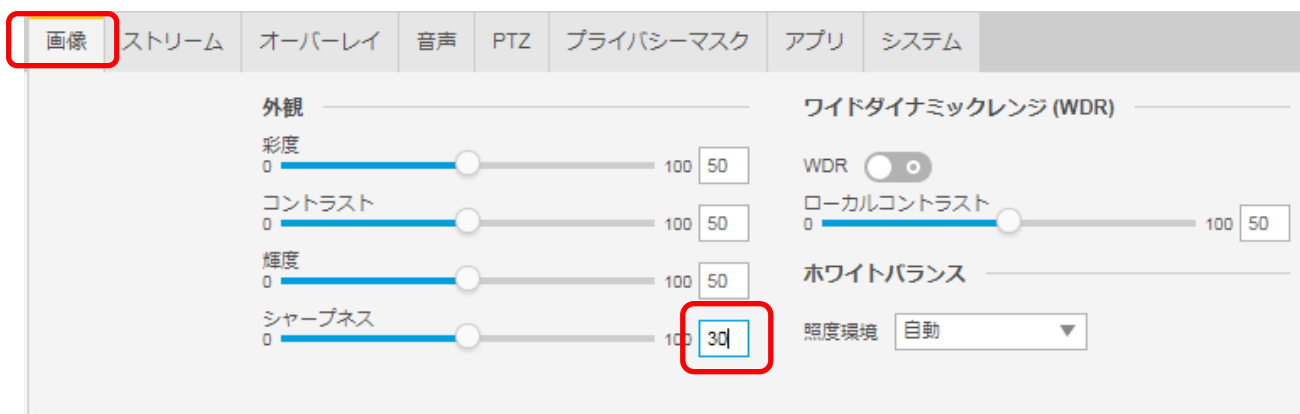 画像 ストリーム オーバーレイ 音声 PTZ プライバシーマスク アプリ システム
外観
彩度
0 100 50
コントラスト
0 100 50
輝度
0 100 50
シャープネス
0 100 30
ワイドダイナミックレンジ (WDR)
WDR
ローカルコントラスト
0 100 50
ホワイトバランス
照度環境 自動